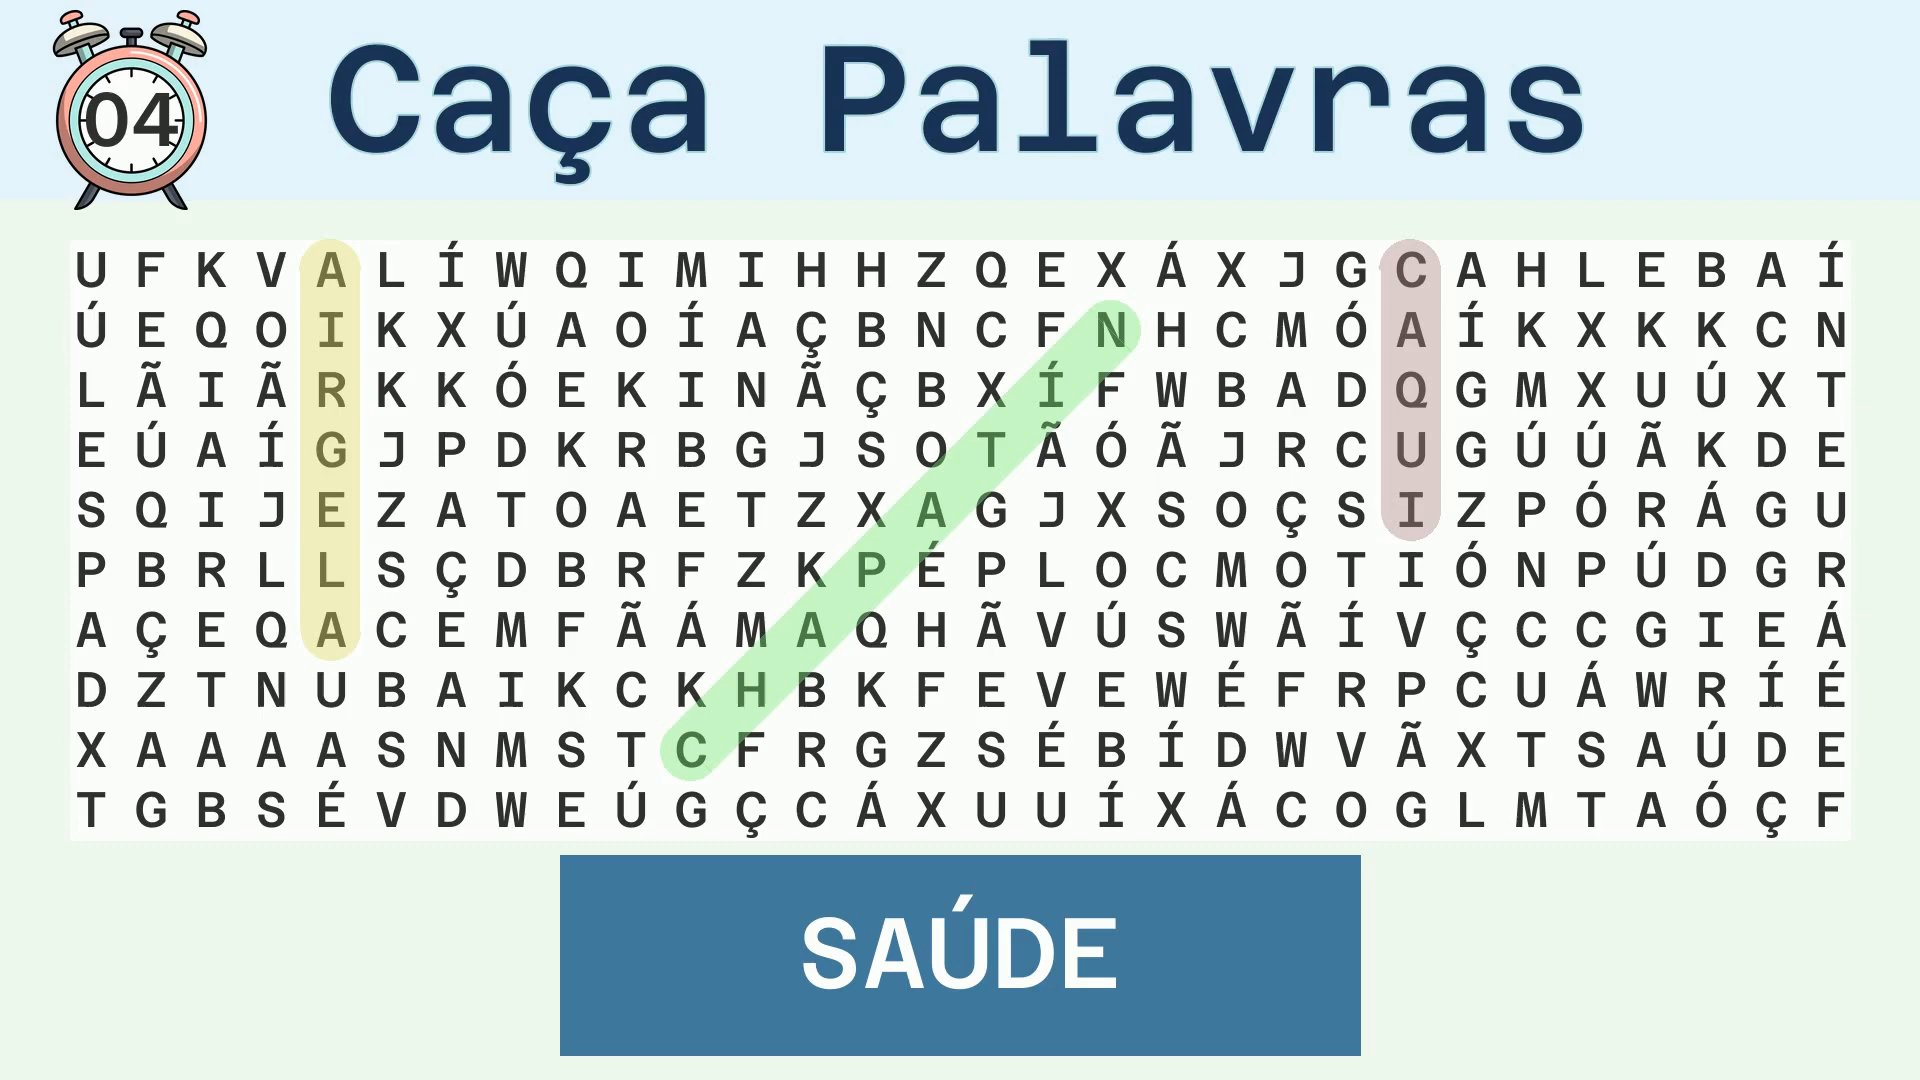 04
Caça Palavras
U F K V A L Í W Q I M I H H Z Q E X Á X J G C A H L E B A Í
Ú E Q O I K X Ú A O Í A Ç B N C F N H C M Ó A Í K X K K C N
L Ã I Ã R K K Ó E K I N Ã Ç B X Í F W B A D Q G M X U Ú X T
E Ú A Í G J P D K R B G J S O T Ã Ó Ã J R C U G Ú Ú Ã K D E
S Q I J E Z A T O A E T Z X A G J X S O Ç S I Z P Ó R Á G U
P B R L L S Ç D B R F Z K P É P L O C M O T I Ó N P Ú D G R
A Ç E Q A C E M F Ã Á M A Q H Ã V Ú S W Ã Í V Ç C C G I E Á
D Z T N U B A I K C K H B K F E V E W É F R P C U Á W R Í É
X A A A A S N M S T C F R G Z S É B Í D W V Ã X T S A Ú D E
T G B S É V D W E Ú G Ç C Á X U U Í X Á C O G L M T A Ó Ç F
SAÚDE